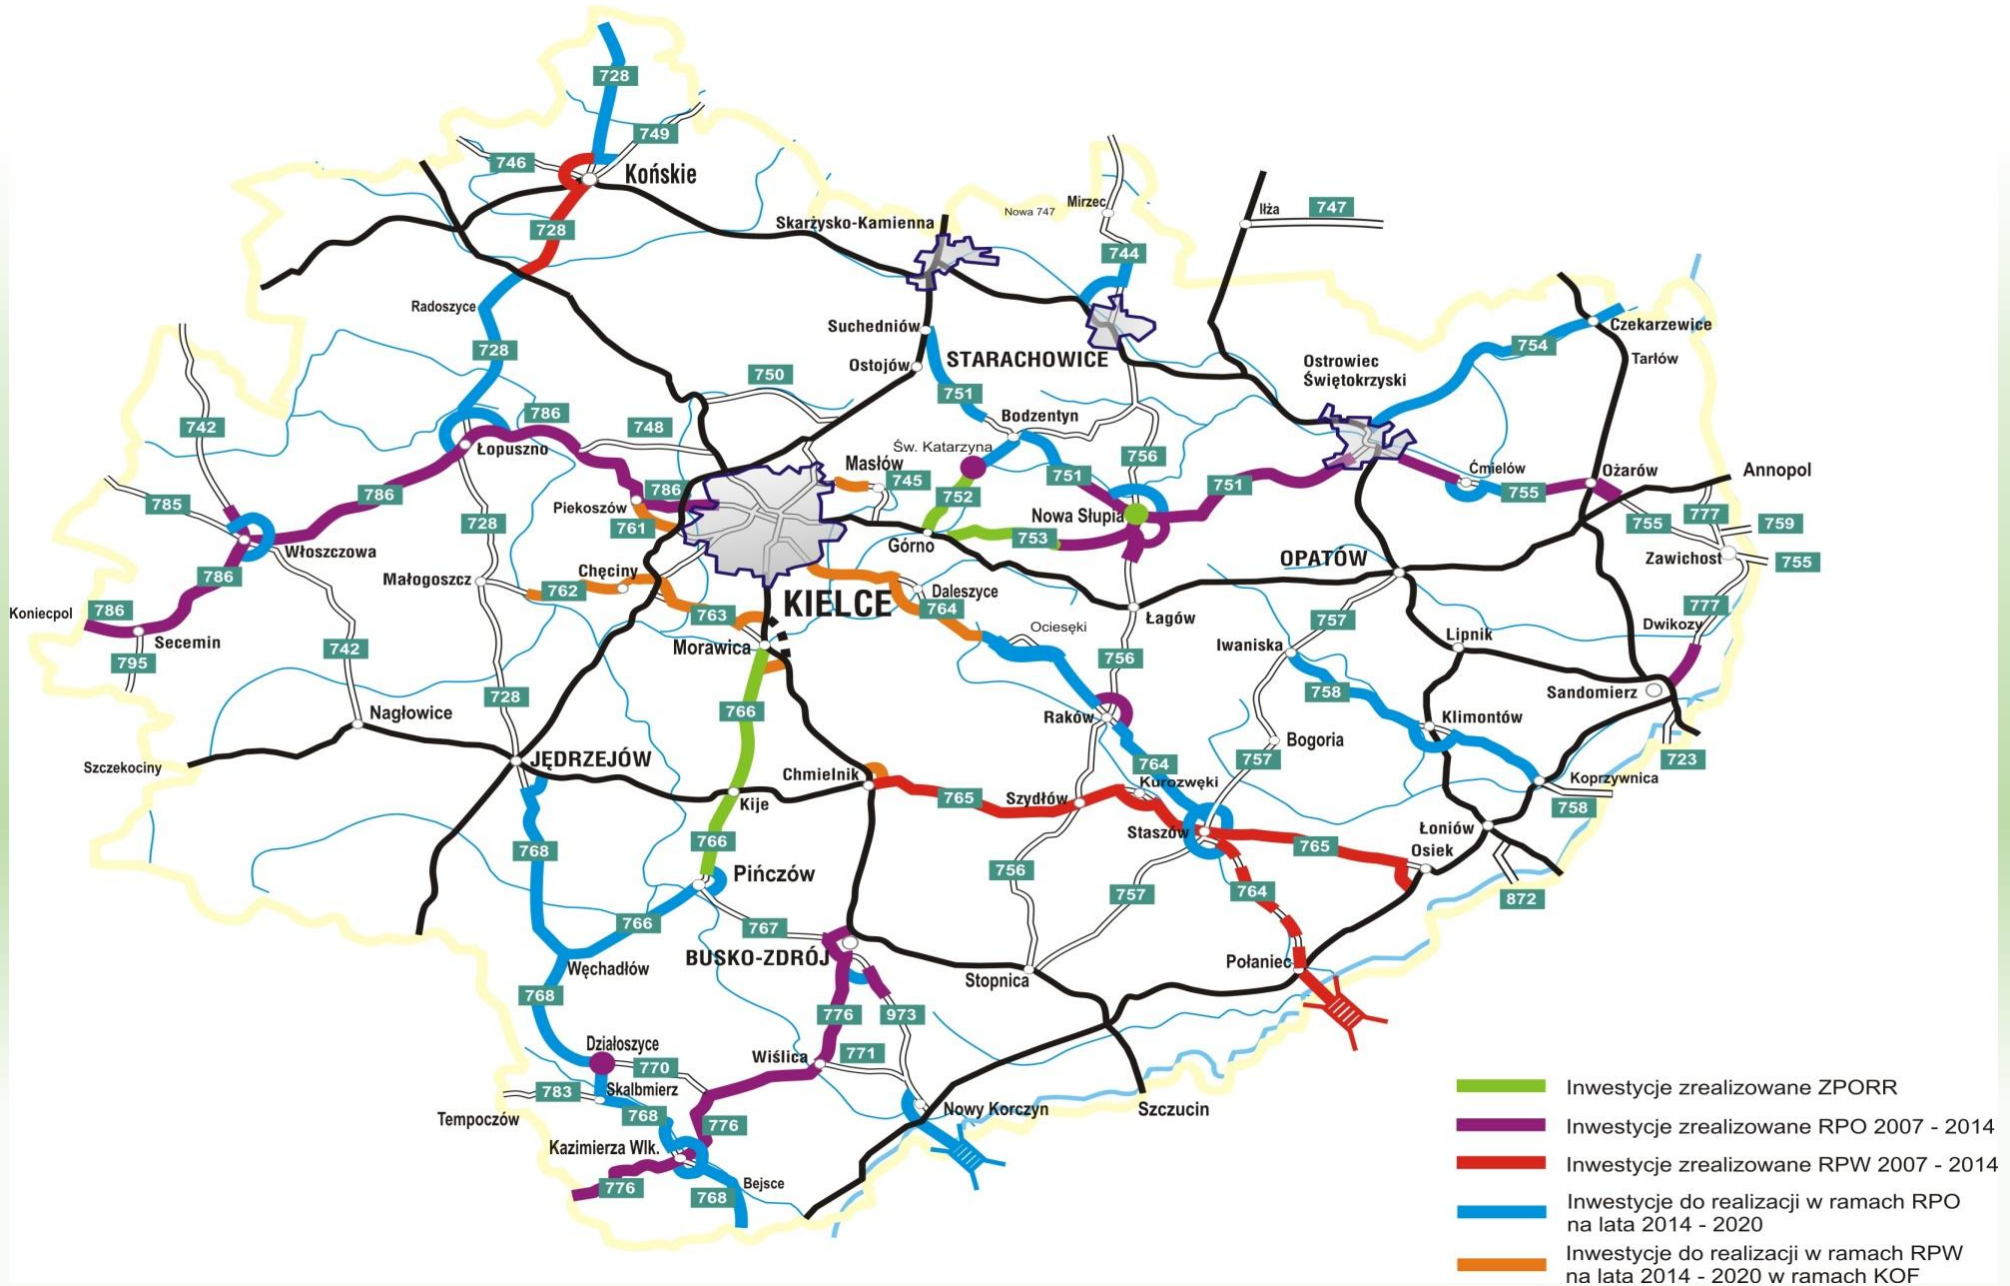 728
749
746
Końskie
728
Mirzec
Nowa 747
Iłża
747
Skarżysko-Kamienna
744
Radoszyce
Suchedniów
Czekarzewice
754
Tarłów
728
STARACHOWICE
Ostojów
Ostrowiec
Świętokrzyski
750
751
786
742
748
Bodzentyn
Św. Katarzyna
Łopuszno
756
Masłów
745
751
Ćmielów
Ożarów
Annopol
786
786
785
752
751
755
Piekoszów
761
Nowa Słupia
777
755
759
728
753
Górno
Włoszczowa
OPATÓW
Zawichost
755
786
Małogoszcz
Chęciny
762
Daleszyce
KIELCE
764
786
Koniecpol
763
Łagów
757
777
Dwikozy
Ociesęki
Secemin
742
Morawica
Iwaniska
Lipnik
795
756
728
758
Sandomierz
766
Nagłowice
Raków
Klimontów
Bogoria
JĘDRZEJÓW
757
723
Szczekociny
764
Chmielnik
Kurozwęki
Koprzywnica
Kije
765
Szydłów
758
Staszów
Łoniów
766
768
765
Osiek
Pińczów
756
757
764
872
766
767
BUSKO-ZDRÓJ
Węchadłów
Połaniec
Stopnica
768
776
973
Działoszyce
Wiślica
771
770
783
Skalbmierz
Tempoczów
768
Nowy Korczyn
Szczucin
776
Kazimierza Wlk.
776
768
Bejsce
Inwestycje zrealizowane ZPORR
Inwestycje zrealizowane RPO 2007 - 2014
Inwestycje zrealizowane RPW 2007 - 2014
Inwestycje do realizacji w ramach RPO
na lata 2014 - 2020
Inwestycje do realizacji w ramach RPW
na lata 2014 - 2020 w ramach KOF